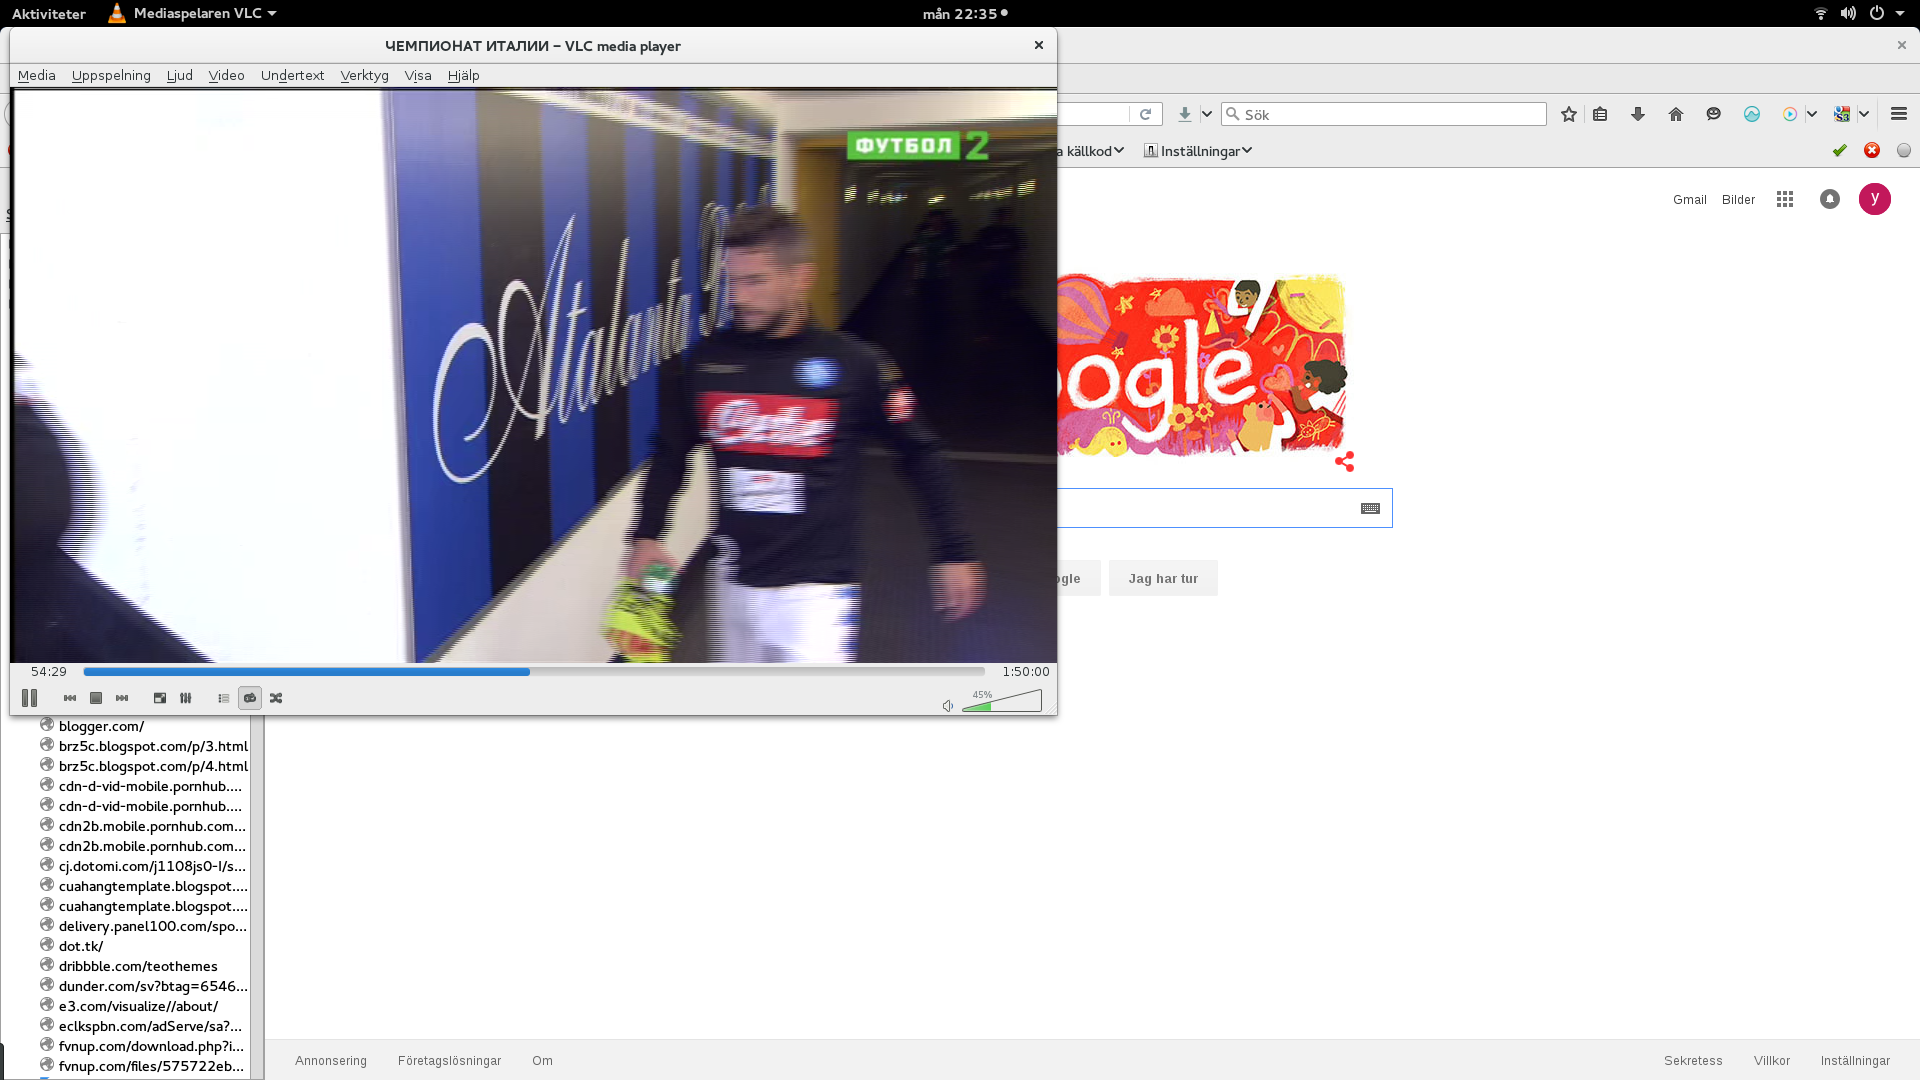 Aktiviteter
Mediaspelaren VLC
mån 22:35
ЧЕМПИОНАТ ИТАЛИИ – VLC media player
Media Uppspelning Ljud Video Undertext Verktyg Visa Hjälp
Sök
källkod
Inställningar
ФУТБОЛ 2
Gmail
Bilder
y
Atalanta
54:29
1:50:00
45%
Jag har tur
blogger.com/
brz5c.blogspot.com/p/3.html
brz5c.blogspot.com/p/4.html
cdn-d-vid-mobile.pornhub....
cdn-d-vid-mobile.pornhub....
cdn2b.mobile.pornhub.com...
cdn2b.mobile.pornhub.com...
cj.dotomi.com/j1108js0-I/s...
cuahangtemplate.blogspot....
cuahangtemplate.blogspot....
delivery.panel100.com/spo...
dot.tk/
dribbble.com/teothemes
dunder.com/sv?btag=6546...
e3.com/visualize//about/
eclkspbn.com/adServe/sa?...
fvnup.com/download.php?i...
fvnup.com/files/575722eb...
Annonsering
Företagslösningar
Om
Sekretess
Villkor
Inställningar